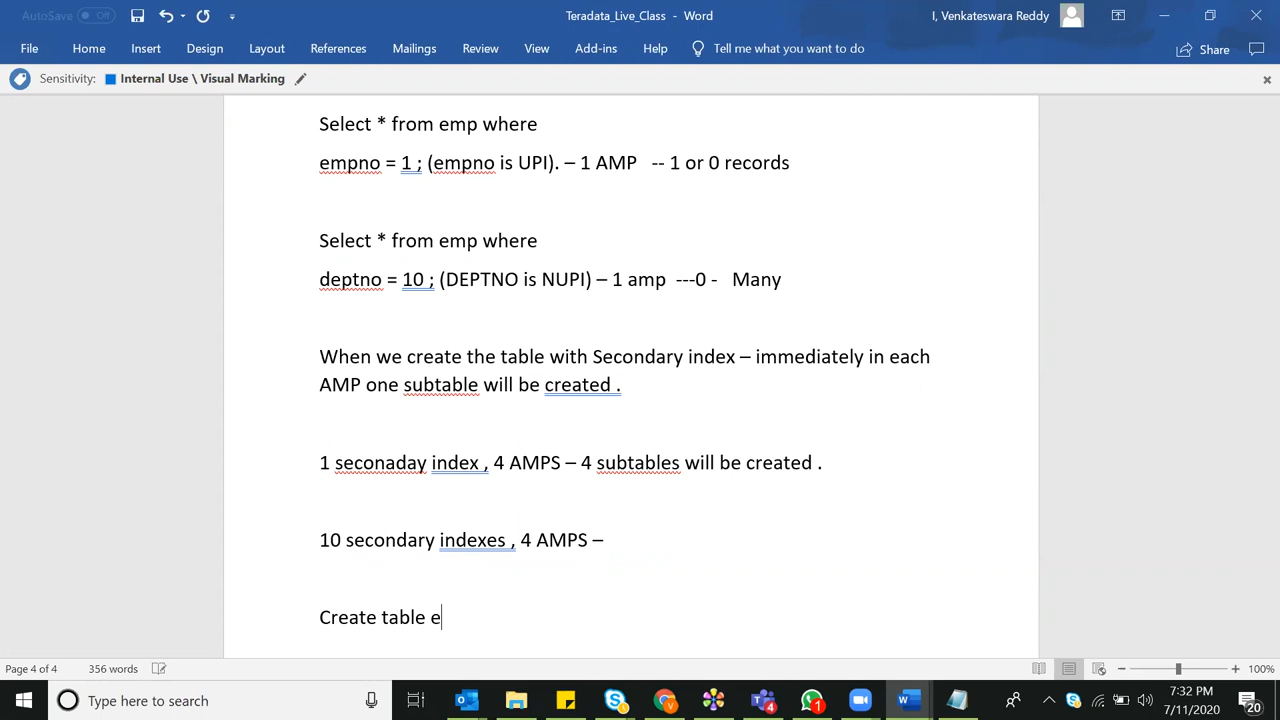 AutoSave Off
Teradata_Live_Class - Word
I, Venkateswara Reddy
File Home Insert Design Layout References Mailings Review View Add-ins Help Tell me what you want to do Share
Sensitivity: Internal Use \ Visual Marking
Select * from emp where
empno = 1 ; (empno is UPI). – 1 AMP -- 1 or 0 records
Select * from emp where
deptno = 10 ; (DEPTNO is NUPI) – 1 amp ---0 - Many
When we create the table with Secondary index – immediately in each
AMP one subtable will be created .
1 seconaday index , 4 AMPS – 4 subtables will be created .
10 secondary indexes , 4 AMPS –
Create table e
Page 4 of 4 356 words 100%
Type here to search
4
1
7:32 PM
7/11/2020
20